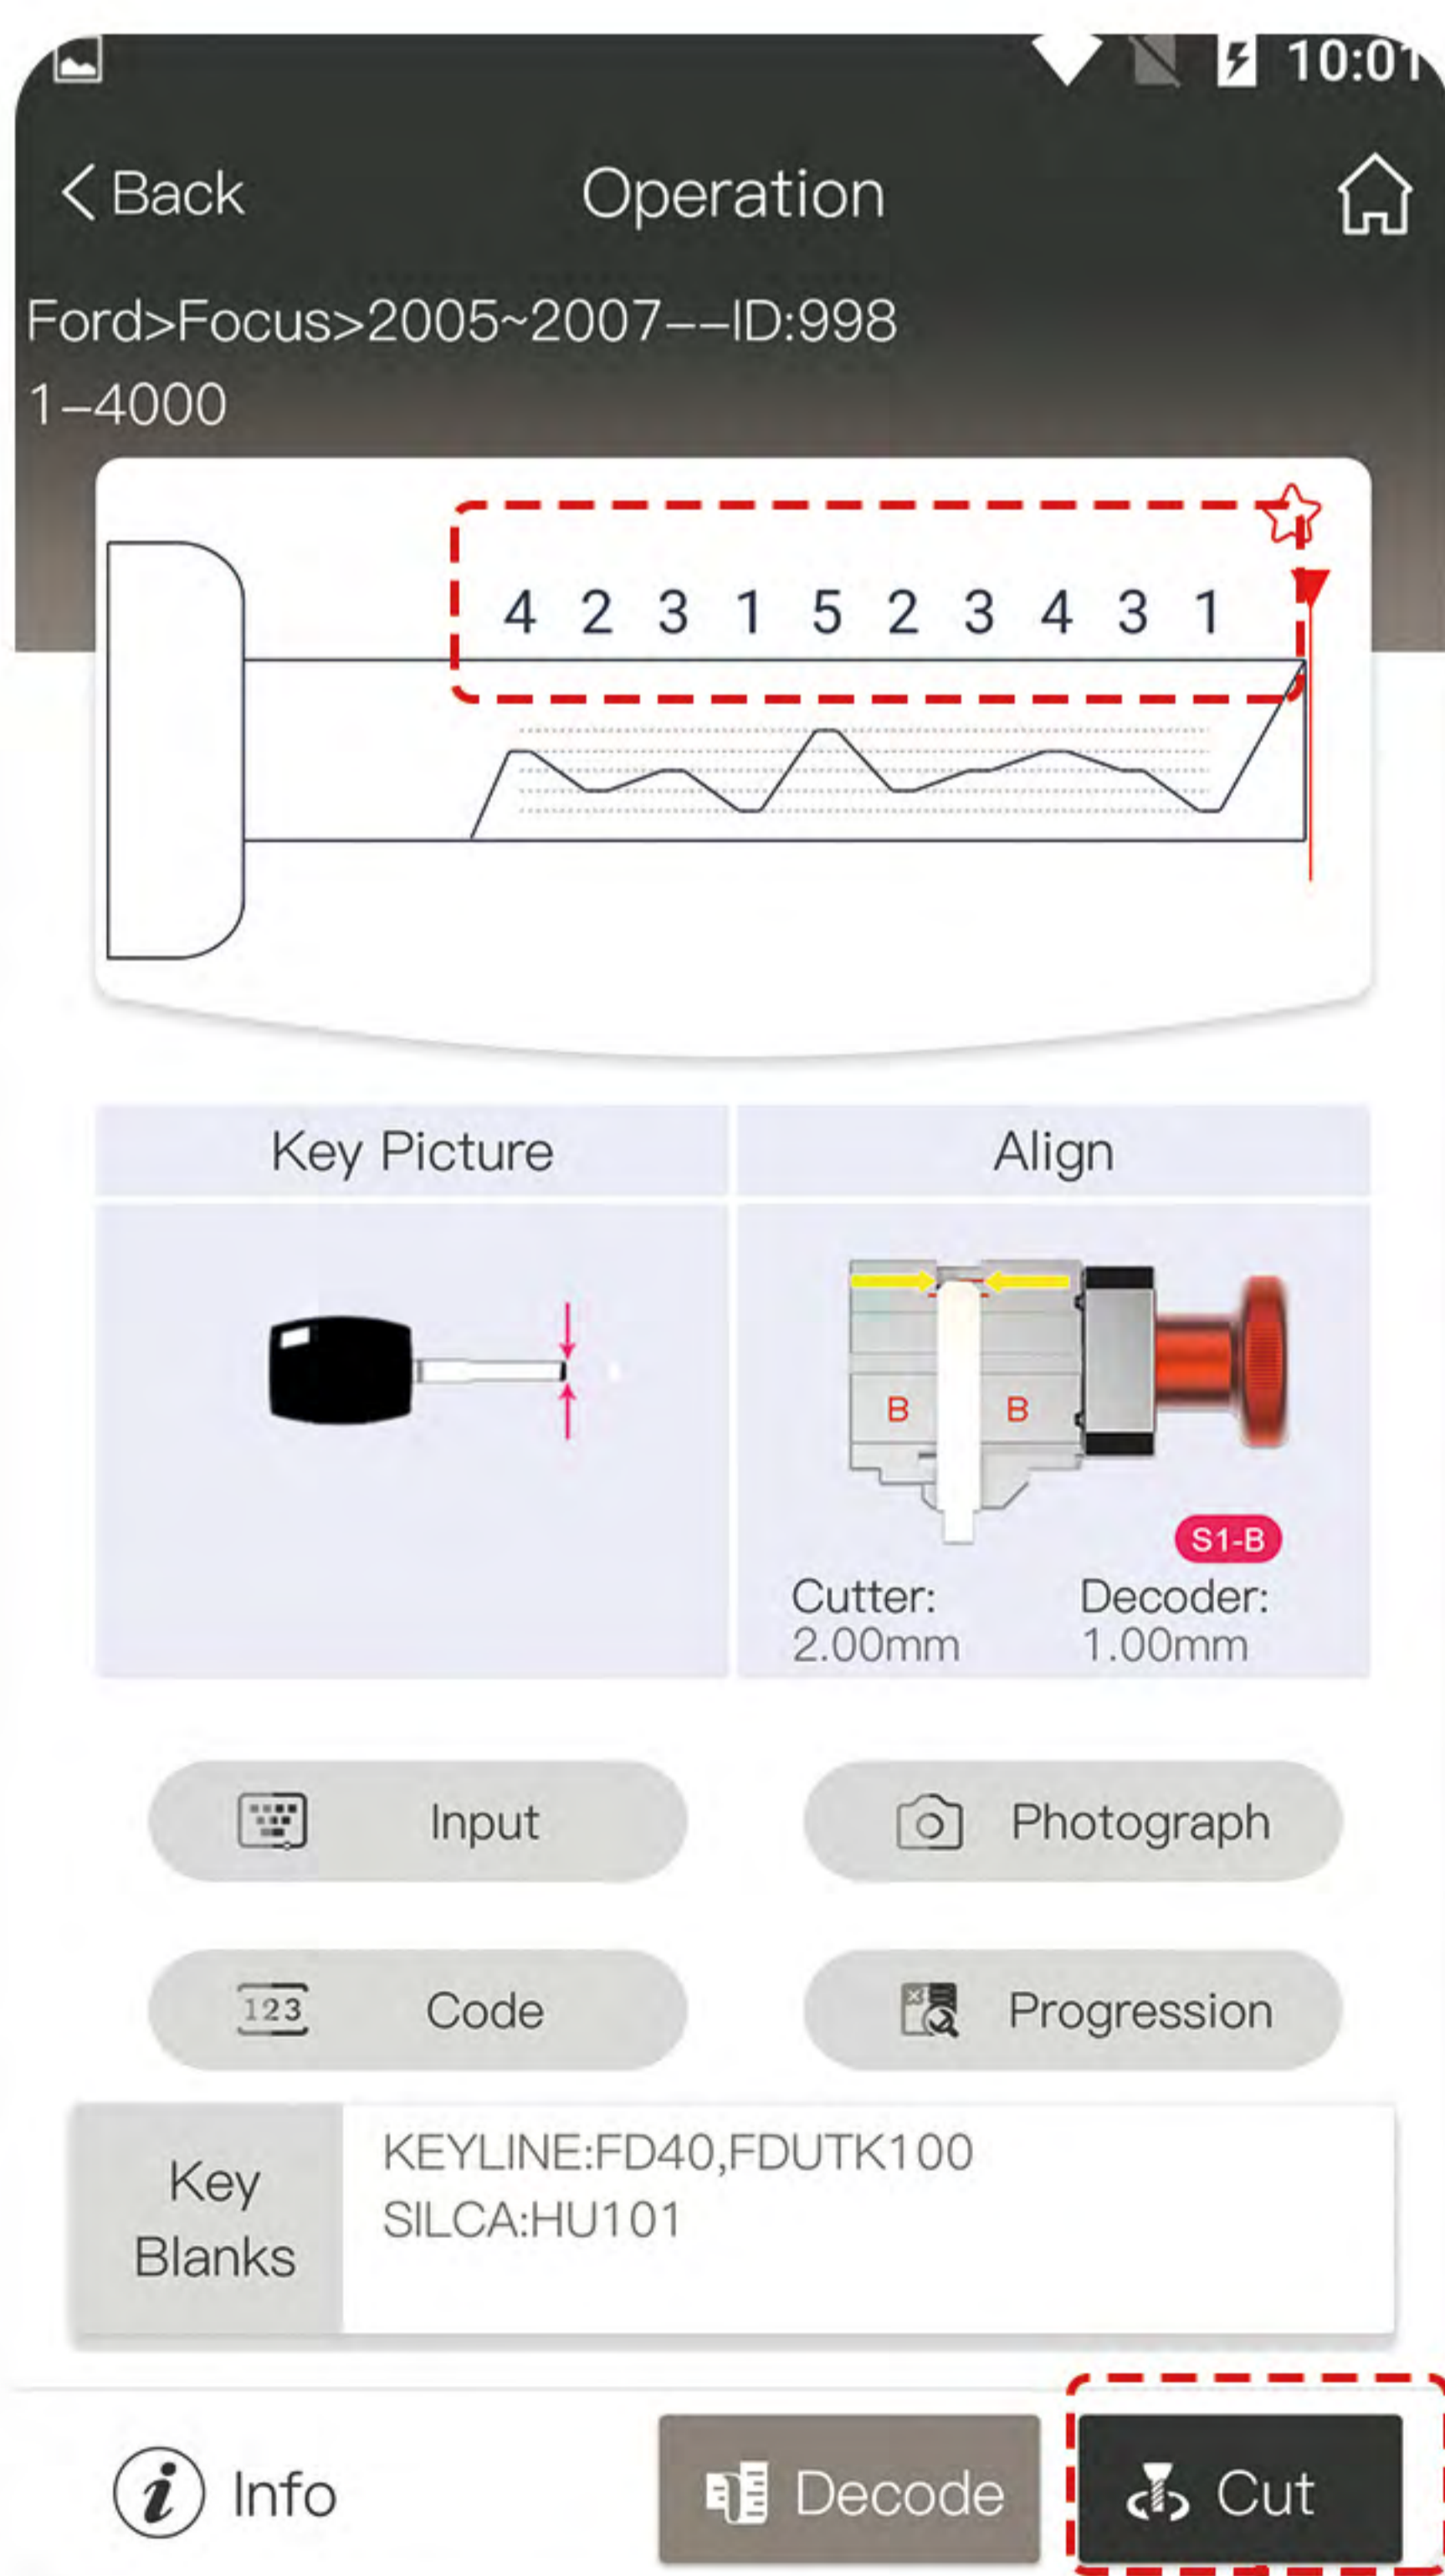 10:01
Back Operation
Ford>Focus>2005~2007--ID:998
1-4000
4 2 3 1 5 2 3 4 3 1
Key Picture Align
B B
S1-B
Cutter: Decoder:
2.00mm 1.00mm
Input Photograph
123 Code Progression
Key
Blanks
KEYLINE:FD40,FDUTK100
SILCA:HU101
i Info Decode Cut